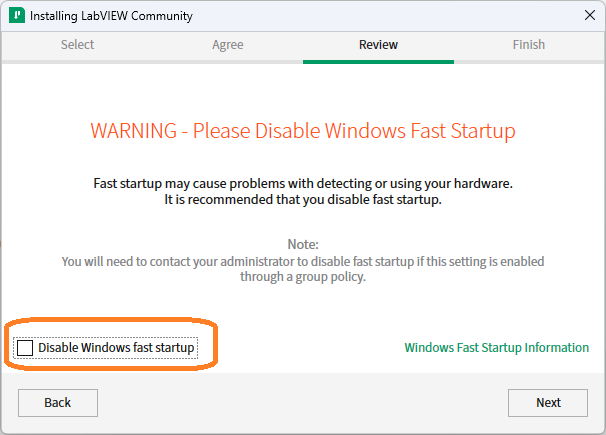 Installing LabVIEW Community
Select Agree Review Finish
WARNING - Please Disable Windows Fast Startup
Fast startup may cause problems with detecting or using your hardware.
It is recommended that you disable fast startup.
Note:
You will need to contact your administrator to disable fast startup if this setting is enabled
through a group policy.
Disable Windows fast startup
Windows Fast Startup Information
Back Next